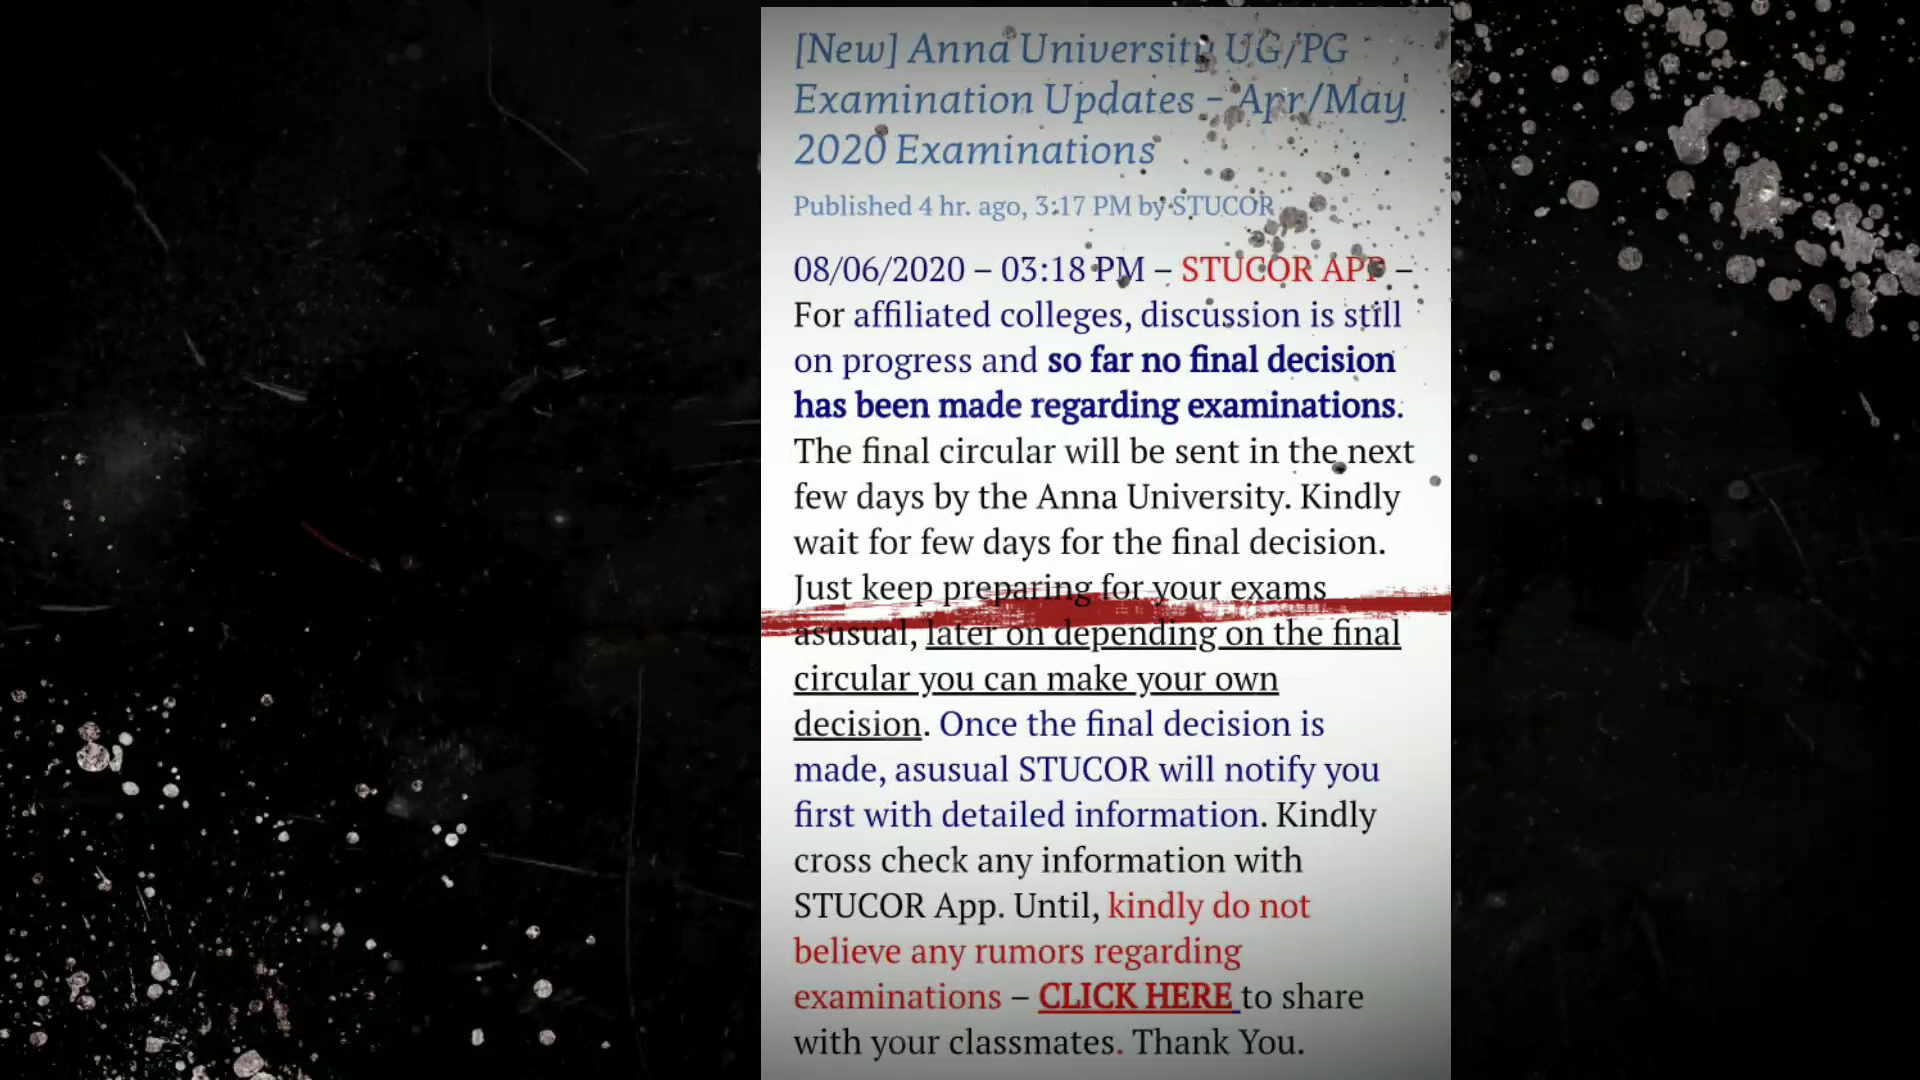 [New] Anna University UG/PG
Examination Updates – Apr/May
2020 Examinations
Published 4 hr. ago, 3:17 PM by STUCOR
08/06/2020 – 03:18 PM – STUCOR APP –
For affiliated colleges, discussion is still
on progress and so far no final decision
has been made regarding examinations.
The final circular will be sent in the next
few days by the Anna University. Kindly
wait for few days for the final decision.
Just keep preparing for your exams
asusual, later on depending on the final
circular you can make your own
decision. Once the final decision is
made, asusual STUCOR will notify you
first with detailed information. Kindly
cross check any information with
STUCOR App. Until, kindly do not
believe any rumors regarding
examinations – CLICK HERE to share
with your classmates. Thank You.